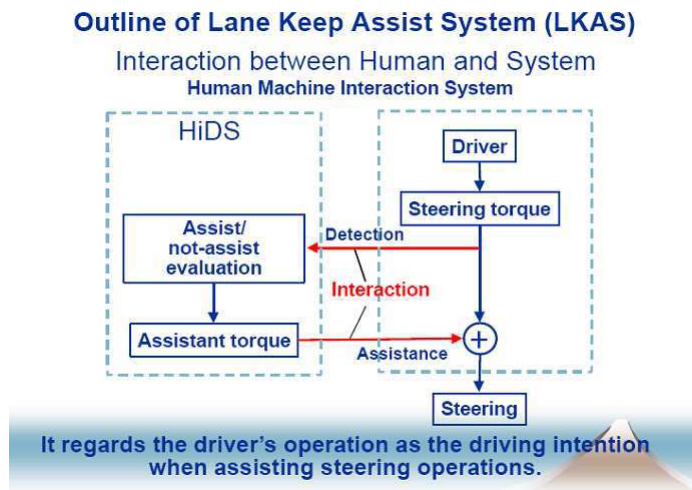 Outline of Lane Keep Assist System (LKAS)
Interaction between Human and System
Human Machine Interaction System
HiDS
Driver
Steering torque
Assist/
not-assist
evaluation
Detection
Interaction
Assistant torque
+
Assistance
Steering
It regards the driver's operation as the driving intention
when assisting steering operations.